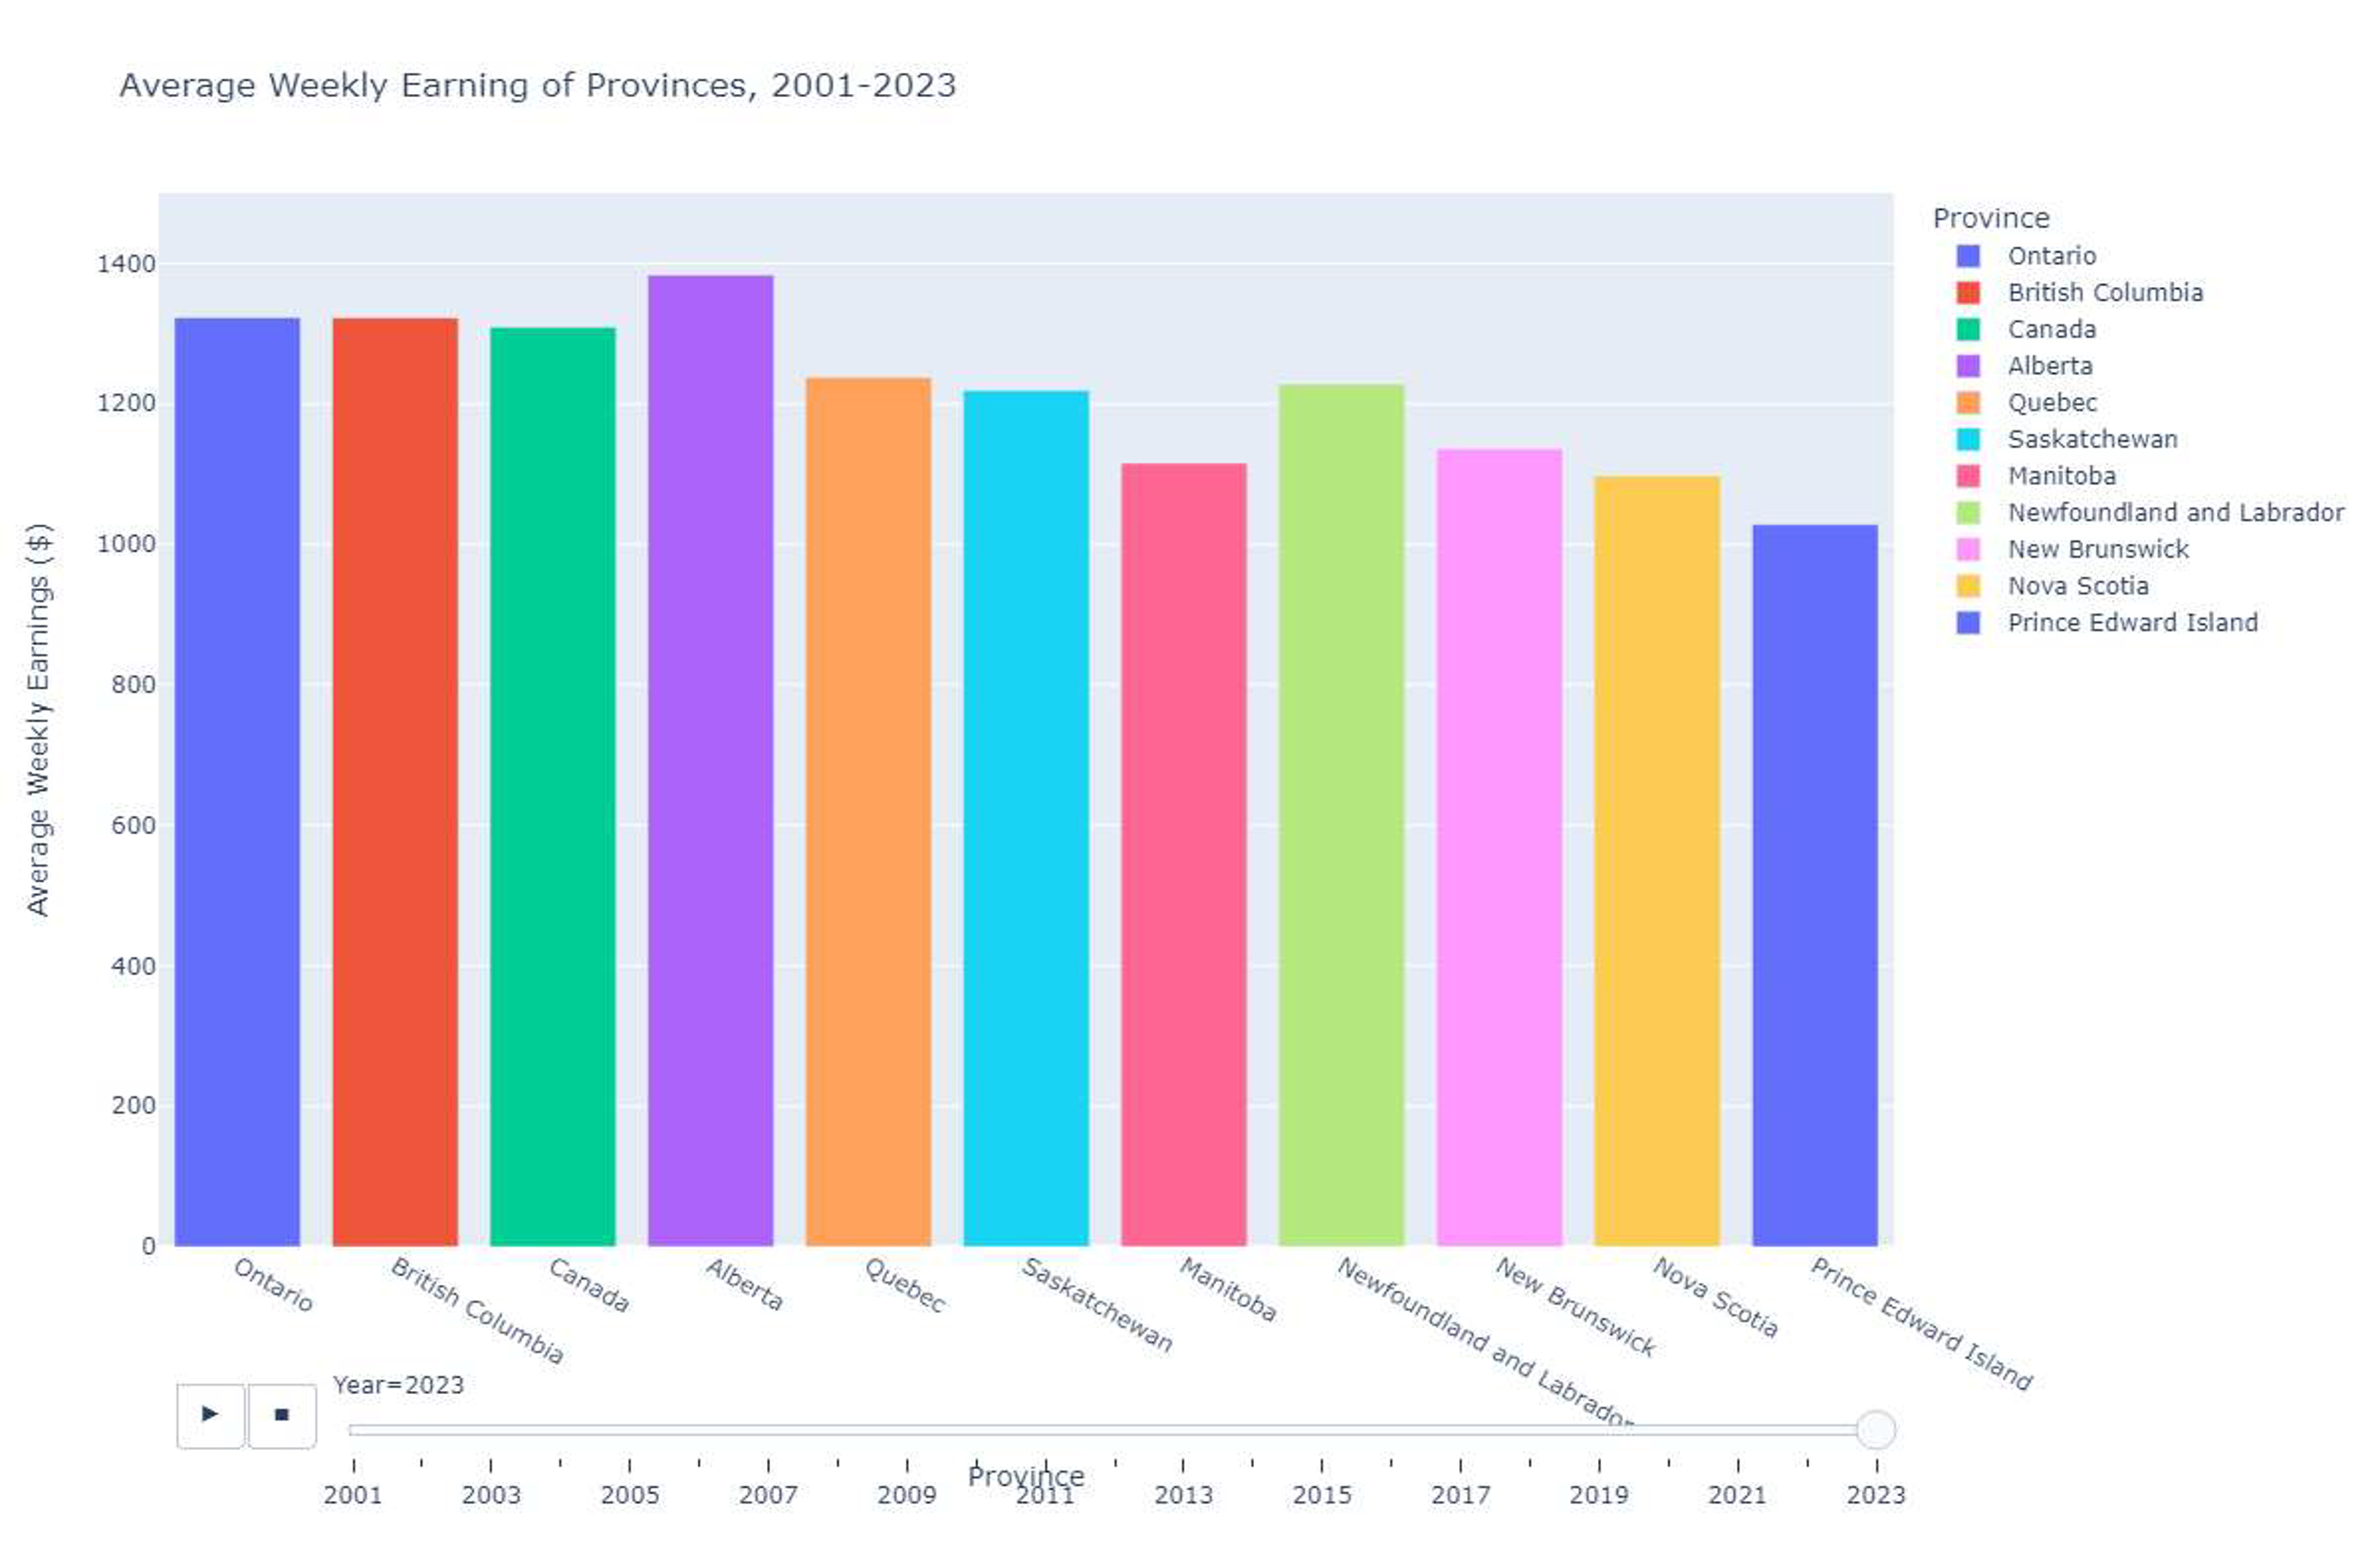 Average Weekly Earning of Provinces, 2001-2023
Average Weekly Earnings ($)
1400
1200
1000
800
600
400
200
0
Ontario
British Columbia
Canada
Alberta
Quebec
Saskatchewan
Manitoba
Newfoundland and Labrador
New Brunswick
Nova Scotia
Prince Edward Island
Province
Ontario
British Columbia
Canada
Alberta
Quebec
Saskatchewan
Manitoba
Newfoundland and Labrador
New Brunswick
Nova Scotia
Prince Edward Island
Year=2023
Province
2001 2003 2005 2007 2009 2011 2013 2015 2017 2019 2021 2023